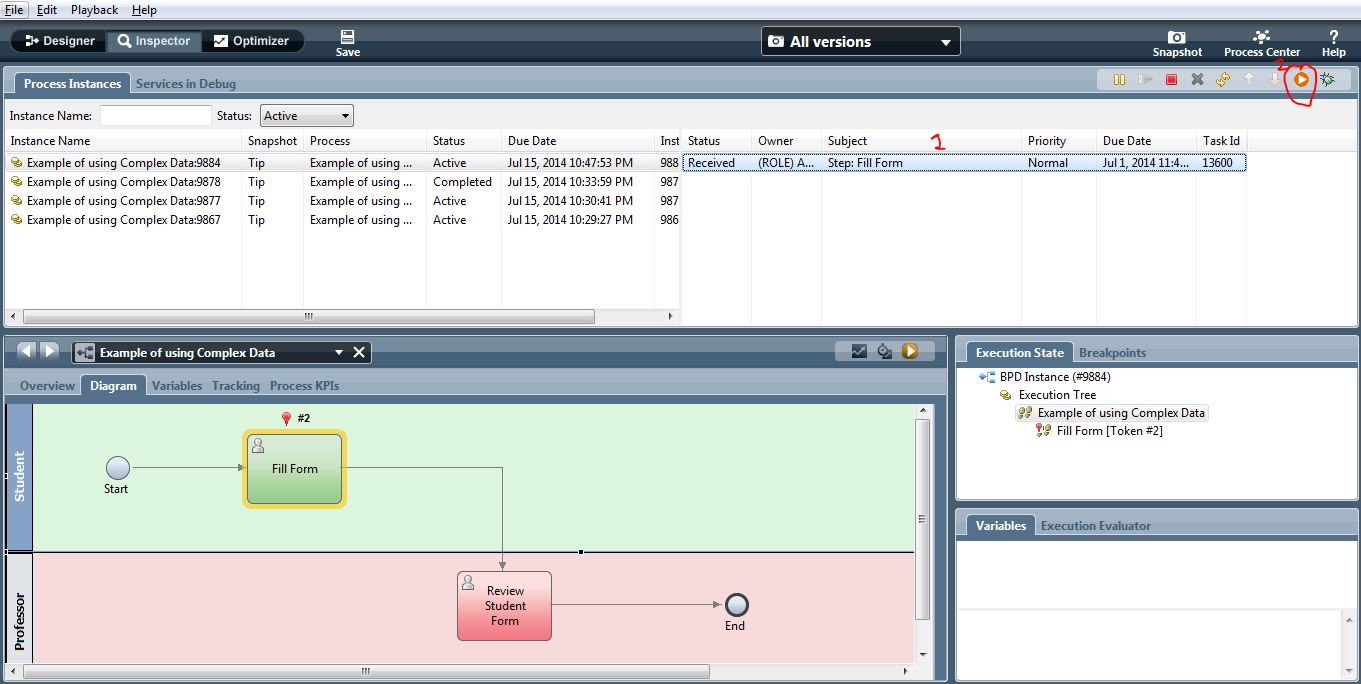 File Edit Playback Help
Designer Inspector Optimizer Save All versions Snapshot Process Center Help
2
Process Instances Services in Debug
Instance Name: Status: Active
Instance Name Snapshot Process Status Due Date Inst Status Owner Subject 1 Priority Due Date Task Id
Example of using Complex Data:9884 Tip Example of using ... Active Jul 15, 2014 10:47:53 PM 988 Received (ROLE) A... Step: Fill Form Normal Jul 1, 2014 11:4... 13600
Example of using Complex Data:9878 Tip Example of using ... Completed Jul 15, 2014 10:33:59 PM 987
Example of using Complex Data:9877 Tip Example of using ... Active Jul 15, 2014 10:30:41 PM 987
Example of using Complex Data:9867 Tip Example of using ... Active Jul 15, 2014 10:29:27 PM 986
Example of using Complex Data
Overview Diagram Variables Tracking Process KPIs
Student
#2
Fill Form
Start
Professor
Review
Student
Form
End
Execution State Breakpoints
BPD Instance (#9884)
Execution Tree
Example of using Complex Data
Fill Form [Token #2]
Variables Execution Evaluator